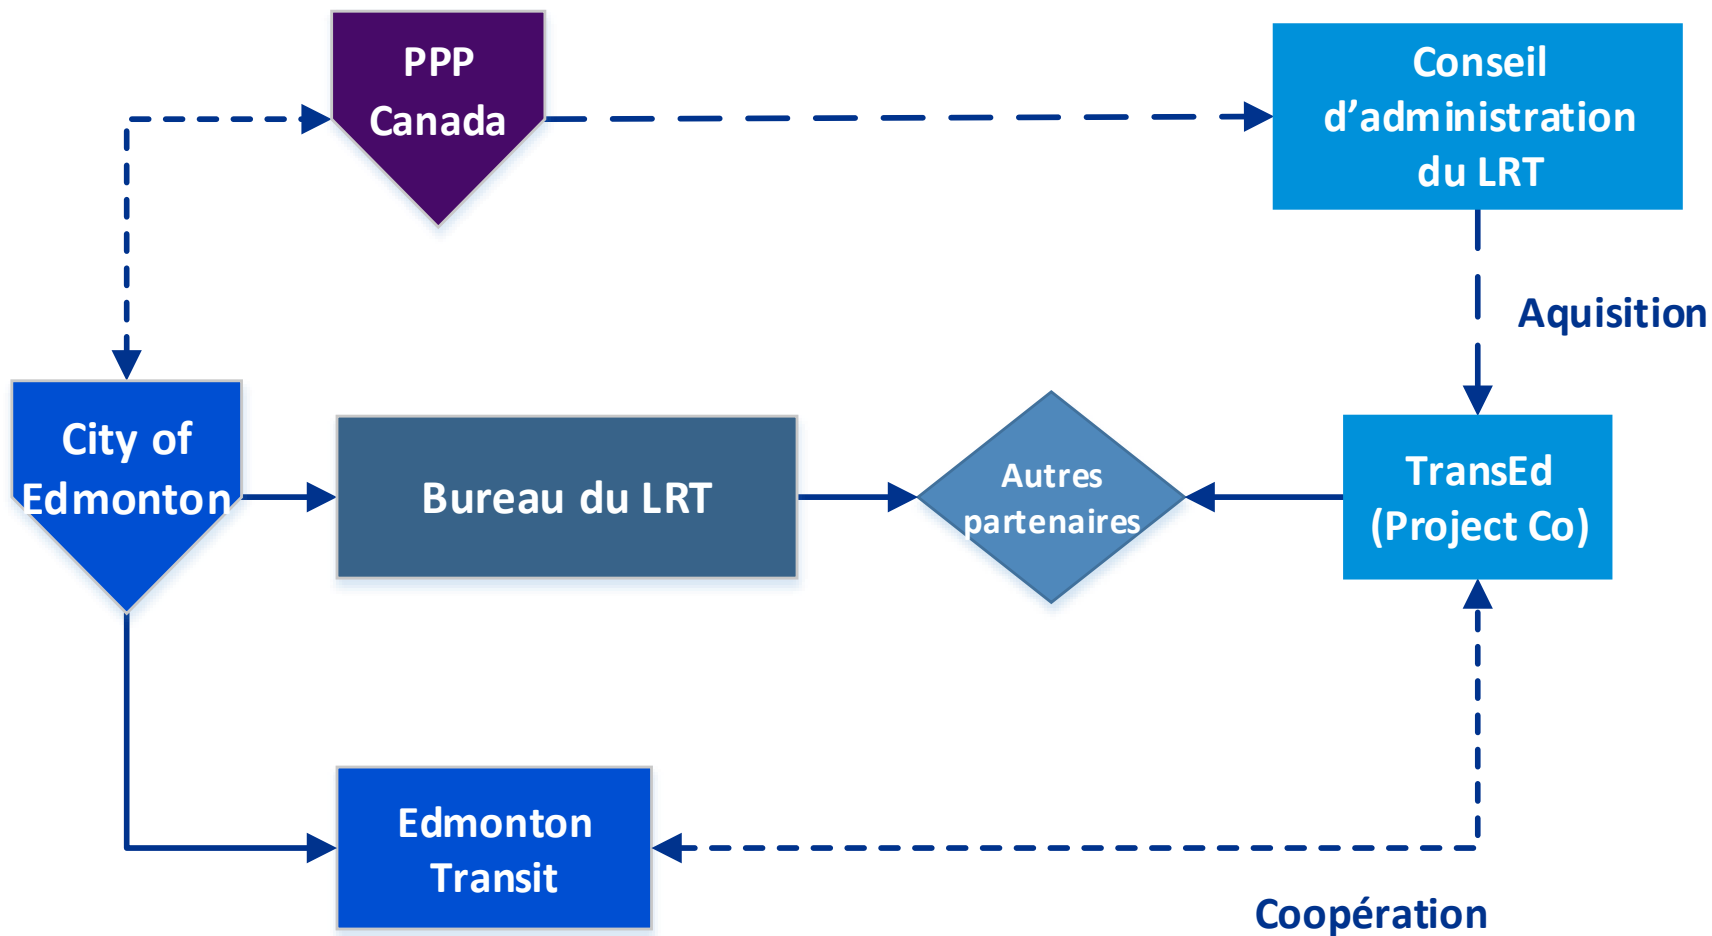 PPP
Canada
Conseil
d’administration
du LRT
Aquisition
City of
Edmonton
Bureau du LRT
Autres
partenaires
TransEd
(Project Co)
Edmonton
Transit
Coopération